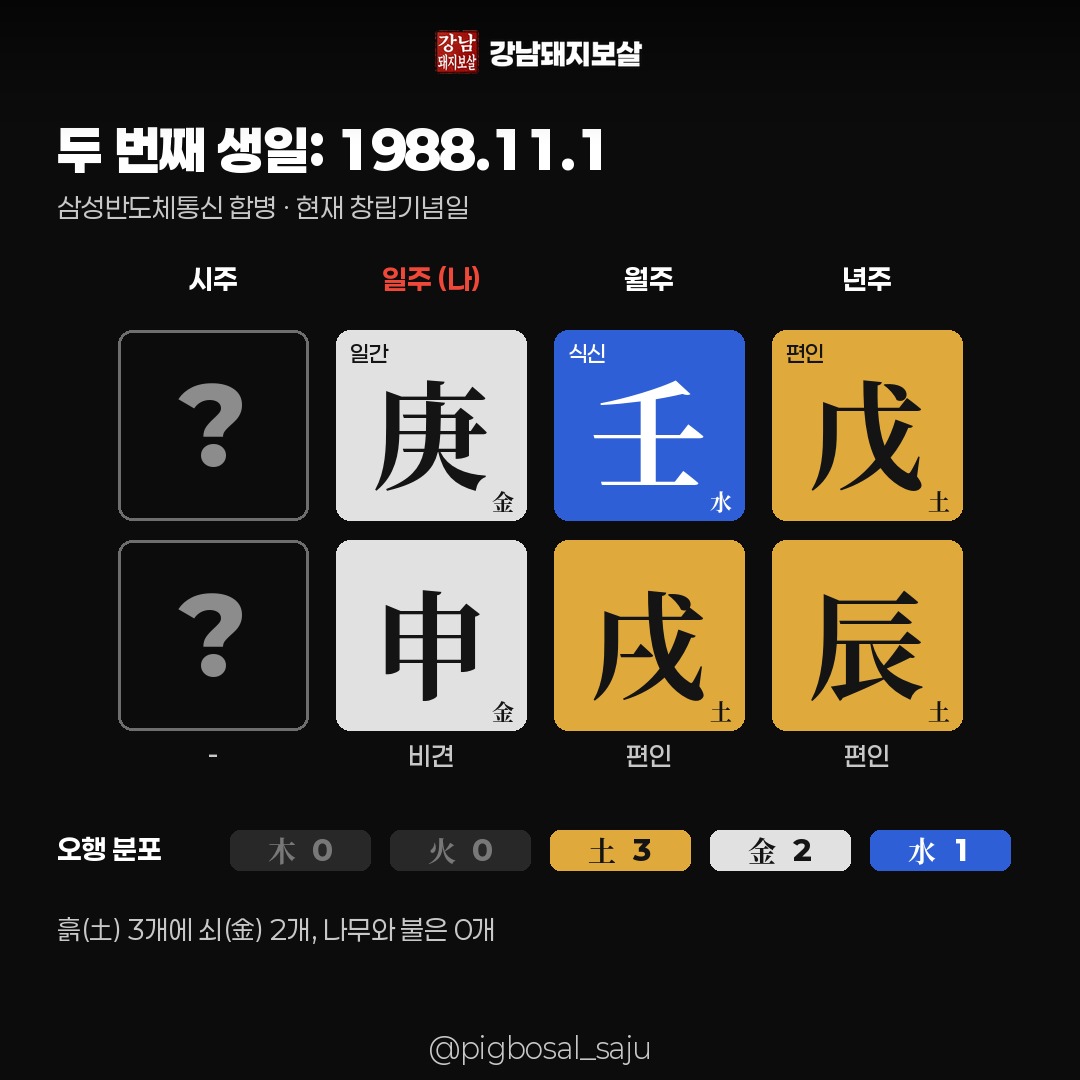 강남
돼지보살
강남돼지보살
두 번째 생일: 1988.11.1
삼성반도체통신 합병 · 현재 창립기념일
시주 일주 (나) 월주 년주
? 일간 庚 金 식신 壬 水 편인 戊 土
? 申 金 戌 土 辰 土
- 비견 편인 편인
오행 분포 木 0 火 0 土 3 金 2 水 1
흙(土) 3개에 쇠(金) 2개, 나무와 불은 0개
@pigbosal_saju